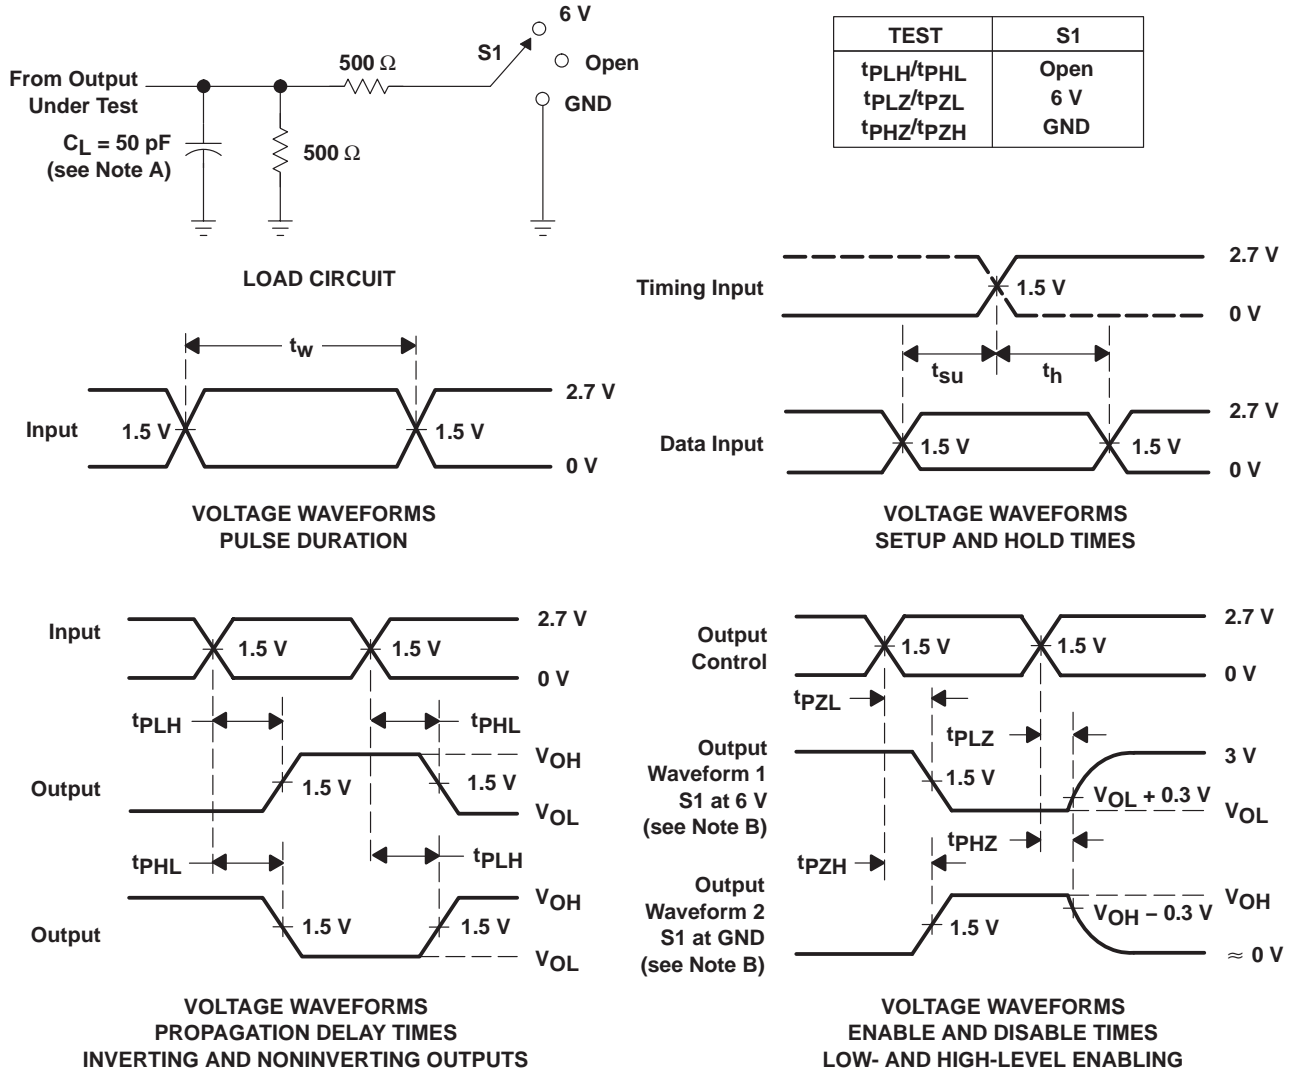 6 V
S1
500 Ω
Open
From Output
Under Test
GND
CL = 50 pF
(see Note A)
500 Ω
LOAD CIRCUIT
TEST S1
tPLH/tPHL Open
tPLZ/tPZL 6 V
tPHZ/tPZH GND
Timing Input
2.7 V
1.5 V
0 V
tsu
th
Data Input
2.7 V
1.5 V
1.5 V
0 V
VOLTAGE WAVEFORMS
SETUP AND HOLD TIMES
tw
Input
2.7 V
1.5 V
1.5 V
0 V
VOLTAGE WAVEFORMS
PULSE DURATION
Input
2.7 V
1.5 V
1.5 V
0 V
tPLH
tPHL
Output
VOH
1.5 V
1.5 V
VOL
tPHL
tPLH
Output
VOH
1.5 V
1.5 V
VOL
VOLTAGE WAVEFORMS
PROPAGATION DELAY TIMES
INVERTING AND NONINVERTING OUTPUTS
Output
Control
2.7 V
1.5 V
1.5 V
0 V
tPZL
tPLZ
Output
Waveform 1
S1 at 6 V
(see Note B)
3 V
1.5 V
VOL + 0.3 V
VOL
tPZH
tPHZ
Output
Waveform 2
S1 at GND
(see Note B)
VOH
1.5 V
VOH – 0.3 V
≈ 0 V
VOLTAGE WAVEFORMS
ENABLE AND DISABLE TIMES
LOW- AND HIGH-LEVEL ENABLING